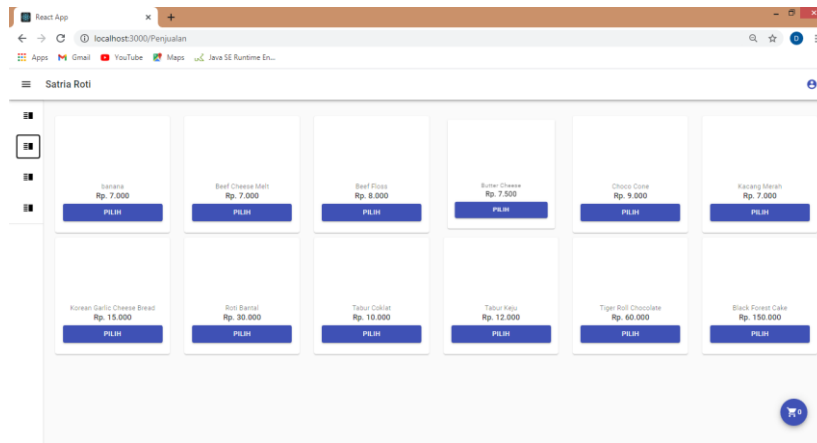 React App
localhost:3000/Penjualan
Apps Gmail YouTube Maps Java SE Runtime En...
Satria Roti
banana Beef Cheese Melt Beef Floss Butter Cheese Choco Cone Kacang Merah
Rp. 7.000 Rp. 7.000 Rp. 8.000 Rp. 7.500 Rp. 9.000 Rp. 7.000
PILIH PILIH PILIH PILIH PILIH PILIH
Korean Garlic Cheese Bread Roti Bantal Tabur Coklat Tabur Keju Tiger Roll Chocolate Black Forest Cake
Rp. 15.000 Rp. 30.000 Rp. 10.000 Rp. 12.000 Rp. 60.000 Rp. 150.000
PILIH PILIH PILIH PILIH PILIH PILIH
0